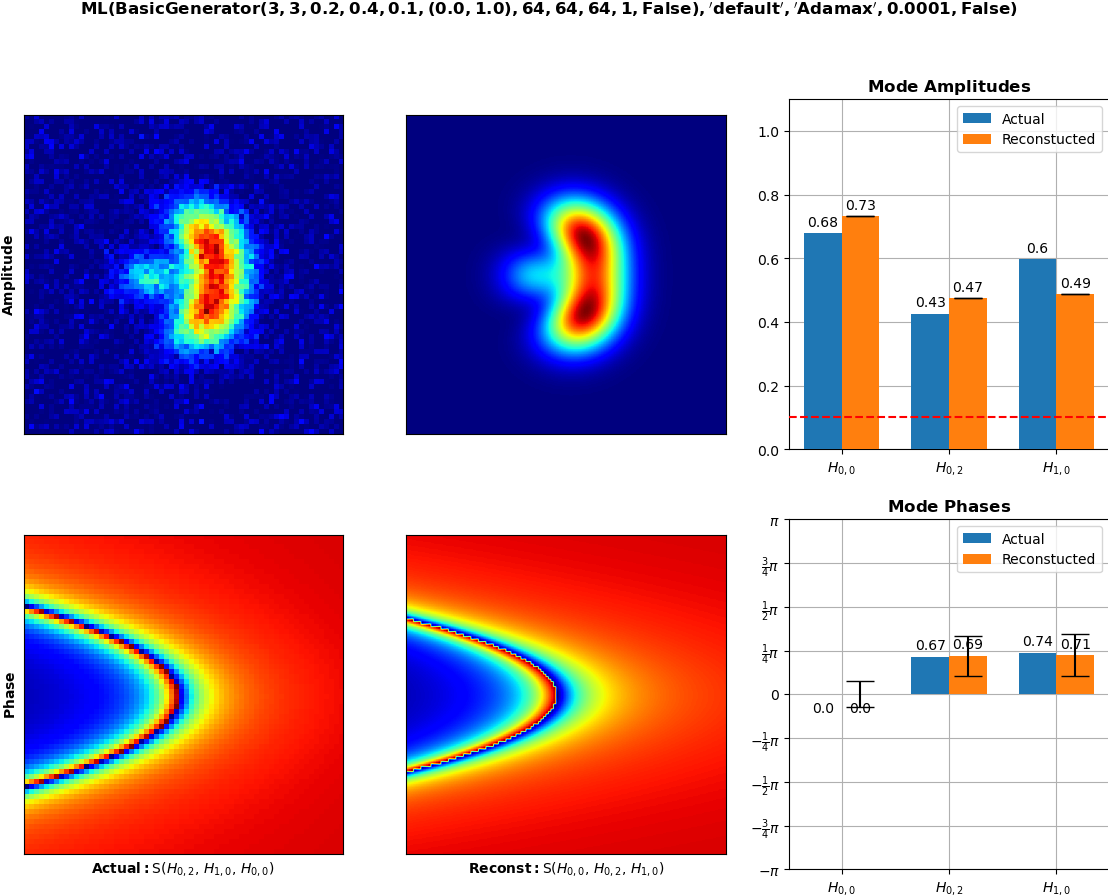 ML(BasicGenerator(3, 3, 0.2, 0.4, 0.1, (0.0, 1.0), 64, 64, 64, 1, False), ′default′, ′Adamax′, 0.0001, False)
Amplitude
Mode Amplitudes
Actual
Reconstucted
1.0
0.8
0.6
0.4
0.2
0.0
0.68
0.73
0.43
0.47
0.6
0.49
H0,0
H0,2
H1,0
Phase
Actual: S(H0,2, H1,0, H0,0)
Reconst: S(H0,0, H0,2, H1,0)
Mode Phases
Actual
Reconstucted
π
3/4π
1/2π
1/4π
0
−1/4π
−1/2π
−3/4π
−π
0.0
0.0
0.67
0.69
0.74
0.71
H0,0
H0,2
H1,0